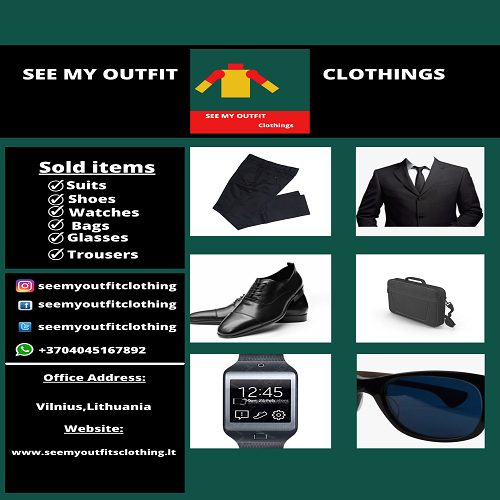 SEE MY OUTFIT
CLOTHINGS
SEE MY OUTFIT
Clothings
Sold items
Suits
Shoes
Watches
Bags
Glasses
Trousers
seemyoutfitclothing
seemyoutfitclothing
seemyoutfitclothing
+3704045167892
Office Address:
Vilnius,Lithuania
Website:
www.seemyoutfitsclothing.lt
12:45